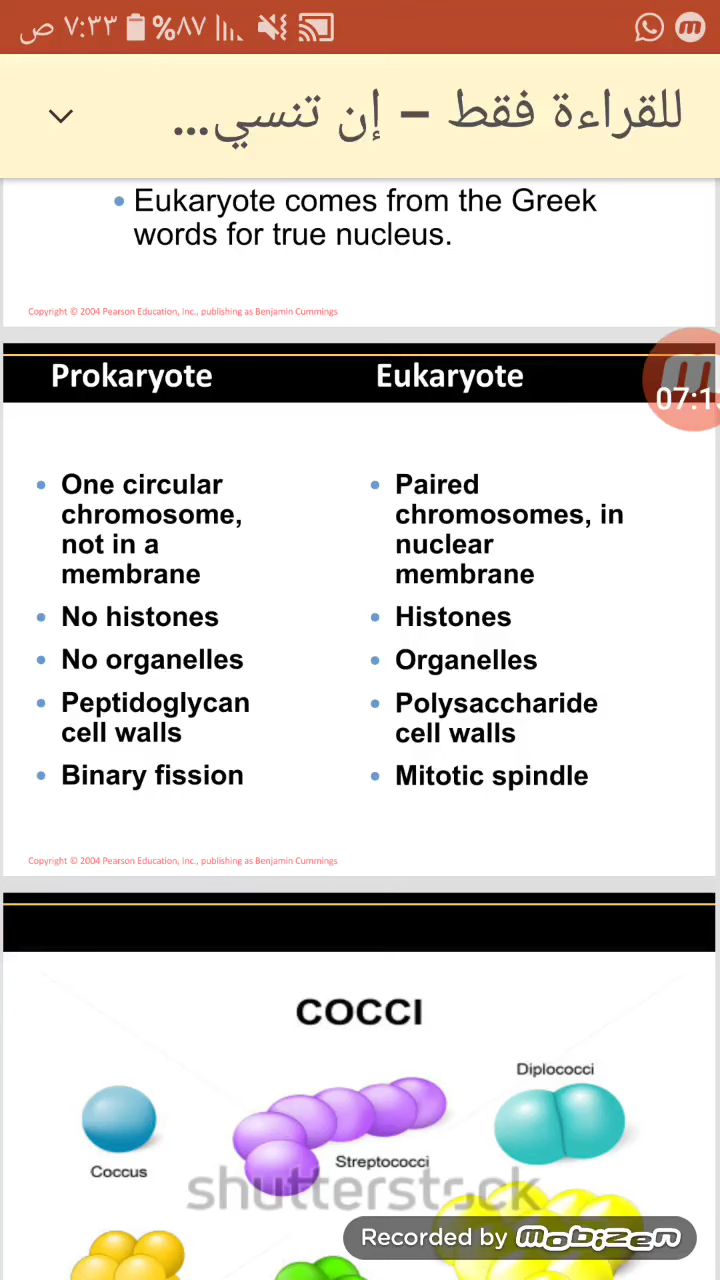 ٧:٣٣ ص
%٨٧
للقراءة فقط – إن تنسي...
• Eukaryote comes from the Greek
words for true nucleus.
Copyright © 2004 Pearson Education, Inc., publishing as Benjamin Cummings
Prokaryote
Eukaryote
07:1
• One circular
chromosome,
not in a
membrane
• No histones
• No organelles
• Peptidoglycan
cell walls
• Binary fission
• Paired
chromosomes, in
nuclear
membrane
• Histones
• Organelles
• Polysaccharide
cell walls
• Mitotic spindle
Copyright © 2004 Pearson Education, Inc., publishing as Benjamin Cummings
COCCI
Diplococci
Coccus
Streptococci
shutterstock
Recorded by mobizen